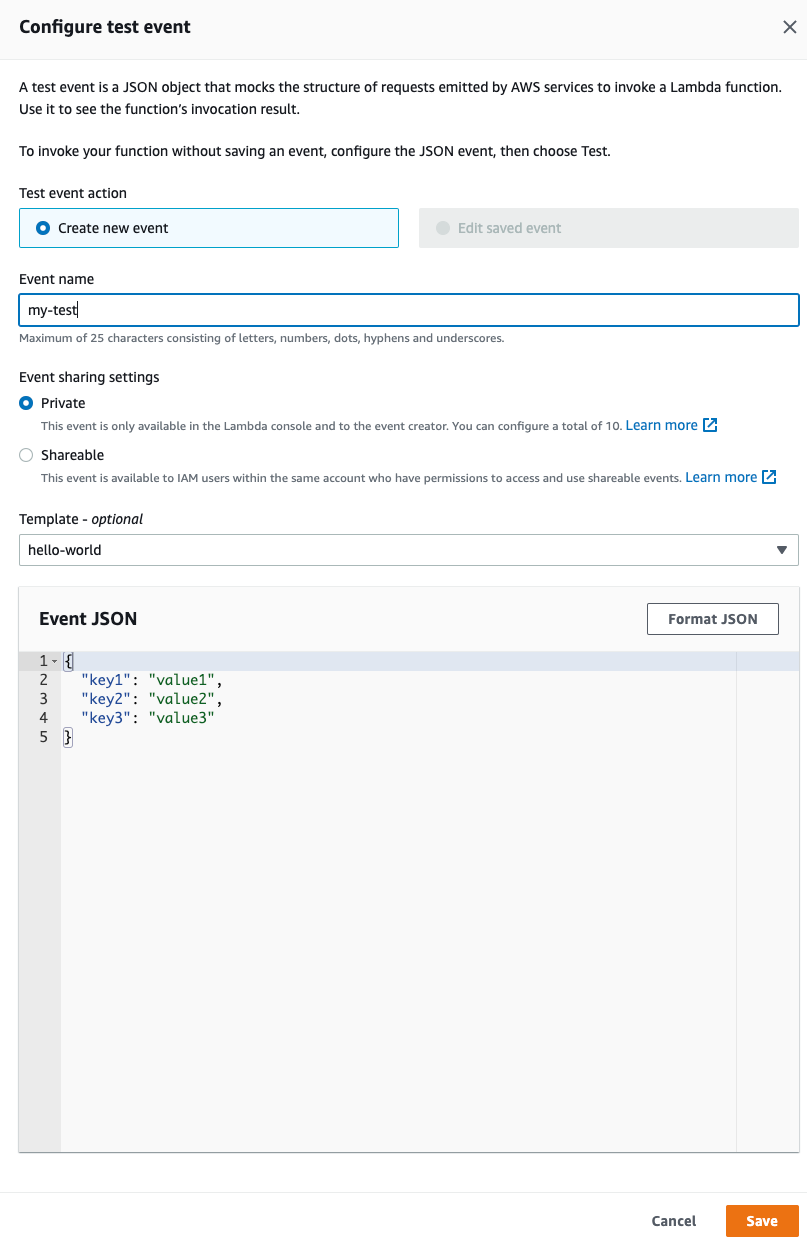 Configure test event
A test event is a JSON object that mocks the structure of requests emitted by AWS services to invoke a Lambda function.
Use it to see the function’s invocation result.
To invoke your function without saving an event, configure the JSON event, then choose Test.
Test event action
Create new event
Edit saved event
Event name
my-test
Maximum of 25 characters consisting of letters, numbers, dots, hyphens and underscores.
Event sharing settings
Private
This event is only available in the Lambda console and to the event creator. You can configure a total of 10. Learn more
Shareable
This event is available to IAM users within the same account who have permissions to access and use shareable events. Learn more
Template - optional
hello-world
Event JSON
Format JSON
1 {
2 "key1": "value1",
3 "key2": "value2",
4 "key3": "value3"
5 }
Cancel
Save